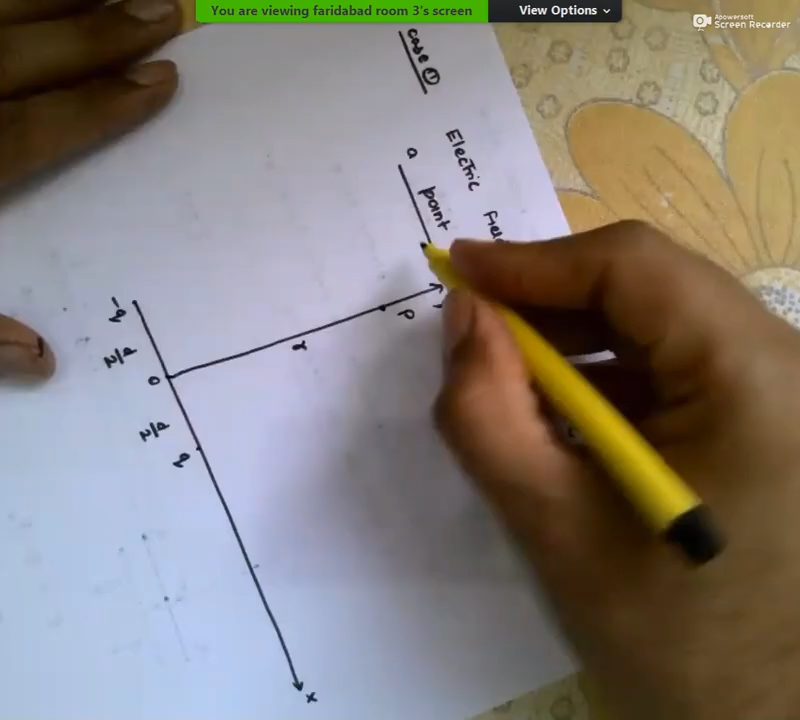 You are viewing faridabad room 3's screen
View Options
Apowersoft
Screen Recorder
case ①
Electric
a point
P
r
-q
d/2
o
d/2
q
x